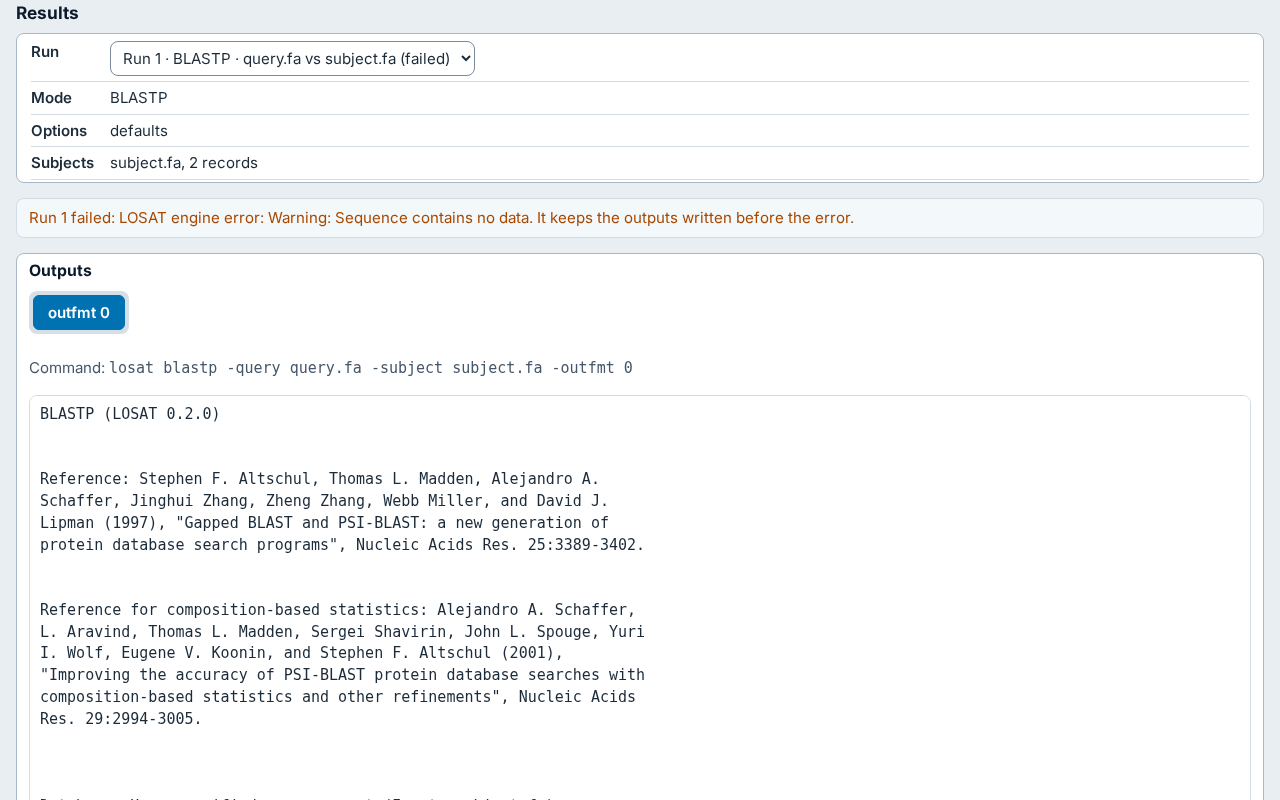 Results
Run
Run 1 · BLASTP · query.fa vs subject.fa (failed)
Mode BLASTP
Options defaults
Subjects subject.fa, 2 records
Run 1 failed: LOSAT engine error: Warning: Sequence contains no data. It keeps the outputs written before the error.
Outputs
outfmt 0
Command: losat blastp -query query.fa -subject subject.fa -outfmt 0
BLASTP (LOSAT 0.2.0)
Reference: Stephen F. Altschul, Thomas L. Madden, Alejandro A.
Schaffer, Jinghui Zhang, Zheng Zhang, Webb Miller, and David J.
Lipman (1997), "Gapped BLAST and PSI-BLAST: a new generation of
protein database search programs", Nucleic Acids Res. 25:3389-3402.
Reference for composition-based statistics: Alejandro A. Schaffer,
L. Aravind, Thomas L. Madden, Sergei Shavirin, John L. Spouge, Yuri
I. Wolf, Eugene V. Koonin, and Stephen F. Altschul (2001),
"Improving the accuracy of PSI-BLAST protein database searches with
composition-based statistics and other refinements", Nucleic Acids
Res. 29:2994-3005.